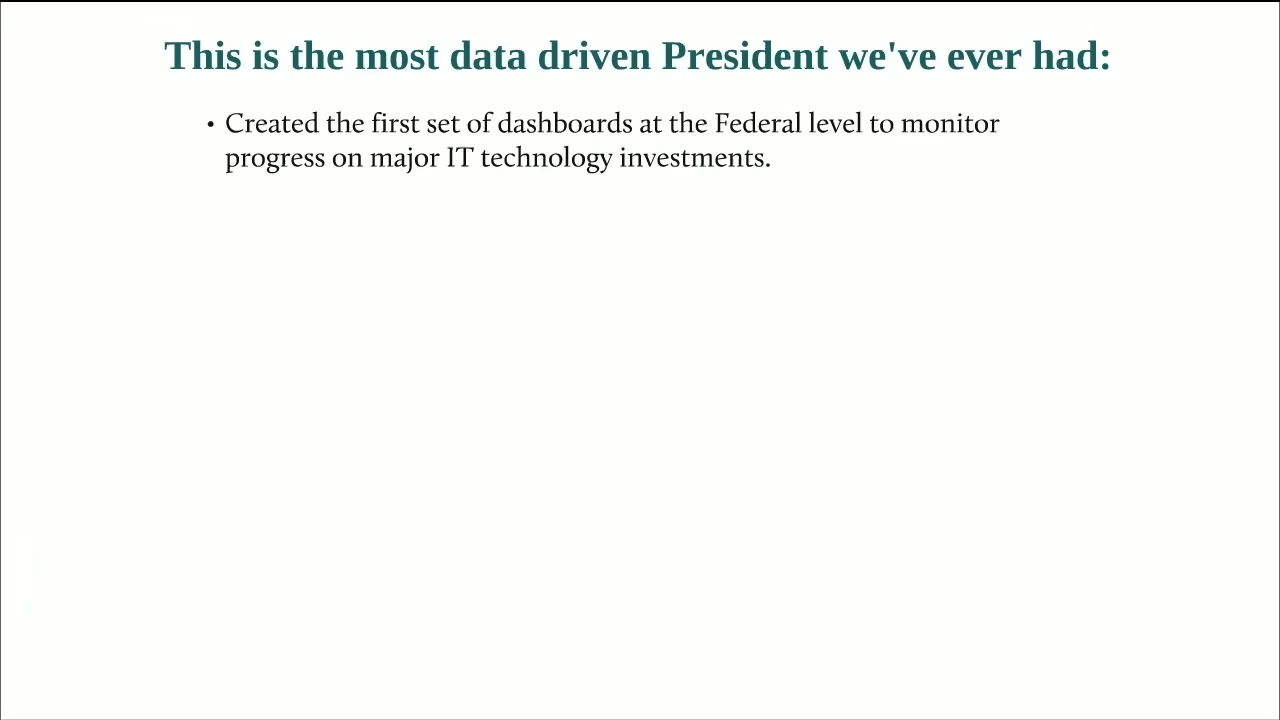 This is the most data driven President we've ever had:
• Created the first set of dashboards at the Federal level to monitor
progress on major IT technology investments.